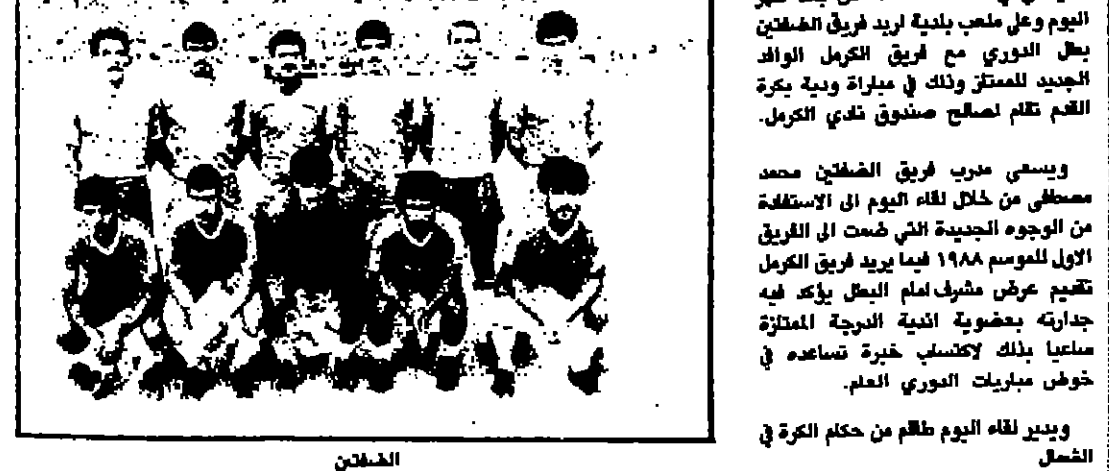 اليوم وعلى ملعب بلدية اربد فريق الضفتين
بطل الدوري مع فريق الكرمل الوافد
الجديد للممتاز وذلك في مباراة ودية بكرة
القدم تقام لصالح صندوق نادي الكرمل.
ويسعى مدرب فريق الضفتين محمد
مصطفى من خلال لقاء اليوم الى الاستفادة
من الوجوه الجديدة التي ضمت الى الفريق
الاول للموسم ١٩٨٨ فيما يريد فريق الكرمل
تقديم عرض مشرف امام البطل يؤكد فيه
جدارته بعضوية اندية الدرجة الممتازة
ساعيا بذلك لاكتساب خبرة تساعده في
خوض مباريات الدوري العام.
ويدير لقاء اليوم طاقم من حكام الكرة في
الشمال
الضفتين